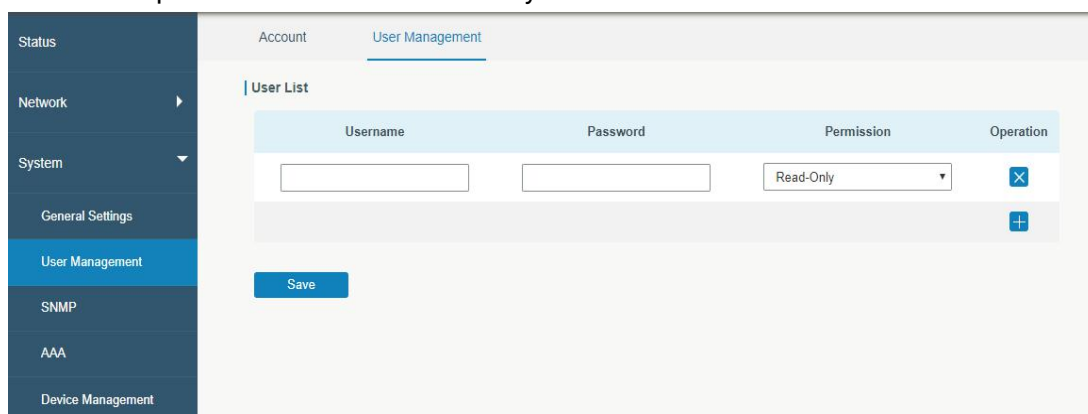 Status
Network
System
General Settings
User Management
SNMP
AAA
Device Management
Account User Management
User List
Username Password Permission Operation
Read-Only
Save